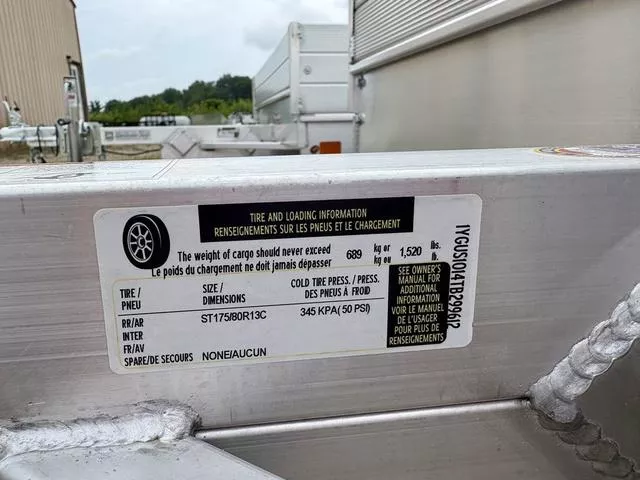 TIRE AND LOADING INFORMATION
RENSEIGNEMENTS SUR LES PNEUS ET LE CHARGEMENT
The weight of cargo should never exceed 689 kg or 1,520 lbs.
Le poids du chargement ne doit jamais dépasser kg ou lb.
TIRE / SIZE / COLD TIRE PRESS. / PRESS.
PNEU DIMENSIONS DES PNEUS À FROID
RR/AR ST175/80R13C 345 KPA( 50 PSI)
INTER
FR/AV
SPARE/DE SECOURS NONE/AUCUN
SEE OWNER'S
MANUAL FOR
ADDITIONAL
INFORMATION
VOIR LE MANUEL
DE L'USAGER
POUR PLUS DE
RENSEIGNEMENTS
1YGUS1014TB299612